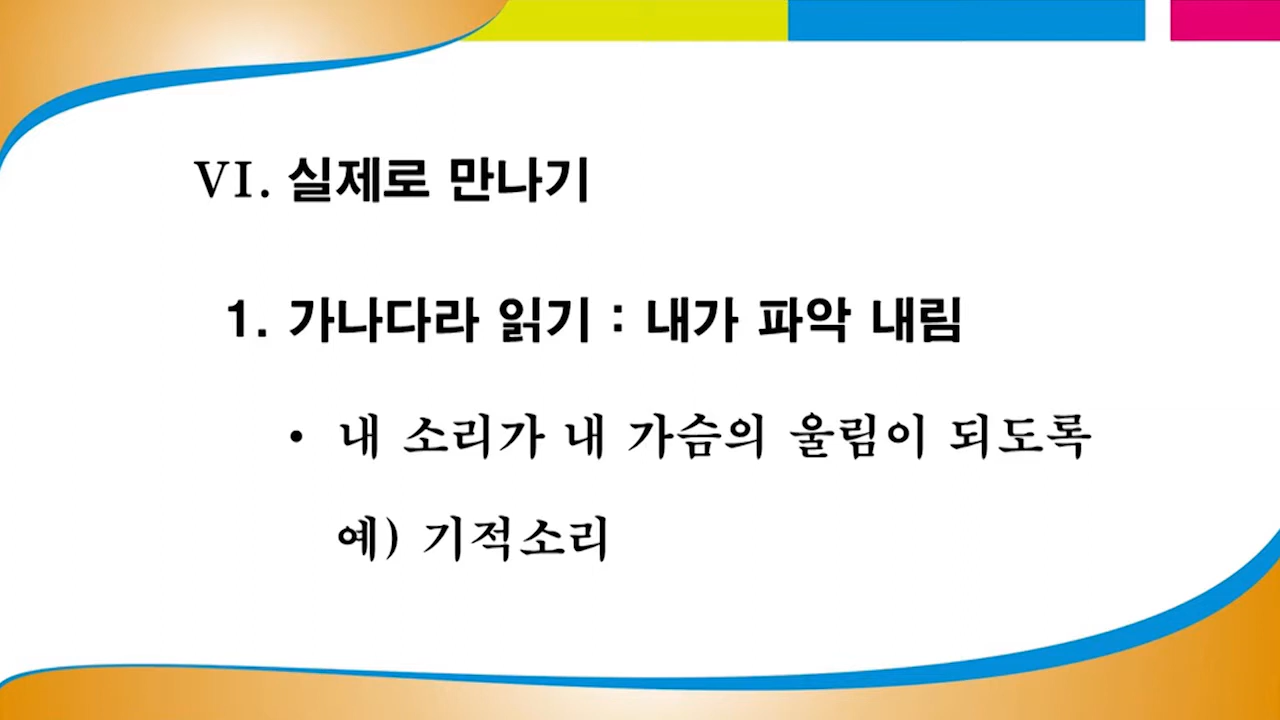 VI. 실제로 만나기
1. 가나다라 읽기 : 내가 파악 내림
• 내 소리가 내 가슴의 울림이 되도록
예) 기적소리